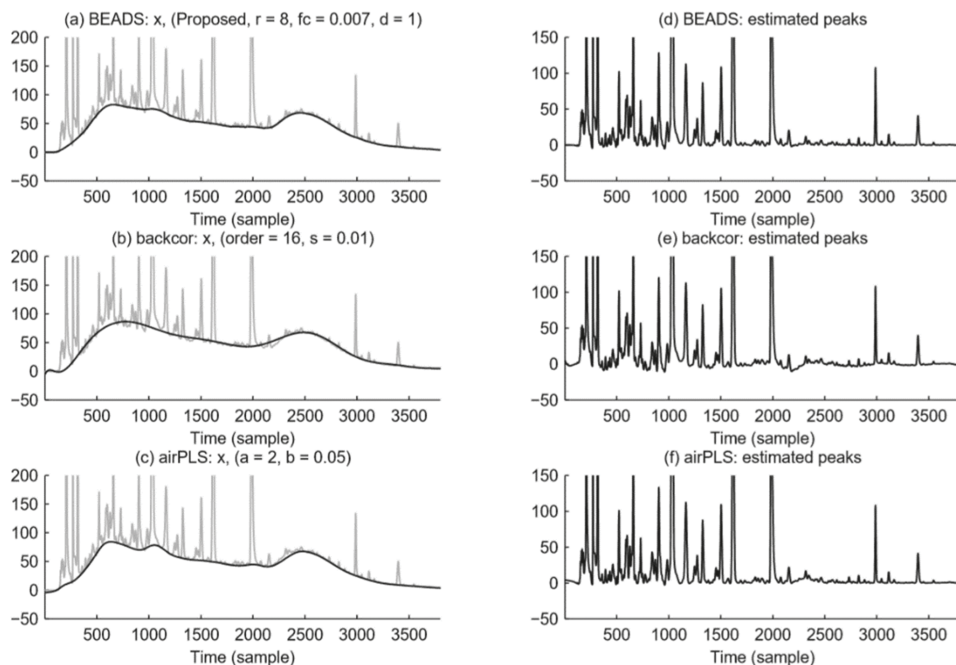 (a) BEADS: x, (Proposed, r = 8, fc = 0.007, d = 1)
200
150
100
50
0
−50
500 1000 1500 2000 2500 3000 3500
Time (sample)
(d) BEADS: estimated peaks
150
100
50
0
−50
500 1000 1500 2000 2500 3000 3500
Time (sample)
(b) backcor: x, (order = 16, s = 0.01)
200
150
100
50
0
−50
500 1000 1500 2000 2500 3000 3500
Time (sample)
(e) backcor: estimated peaks
150
100
50
0
−50
500 1000 1500 2000 2500 3000 3500
Time (sample)
(c) airPLS: x, (a = 2, b = 0.05)
200
150
100
50
0
−50
500 1000 1500 2000 2500 3000 3500
Time (sample)
(f) airPLS: estimated peaks
150
100
50
0
−50
500 1000 1500 2000 2500 3000 3500
Time (sample)